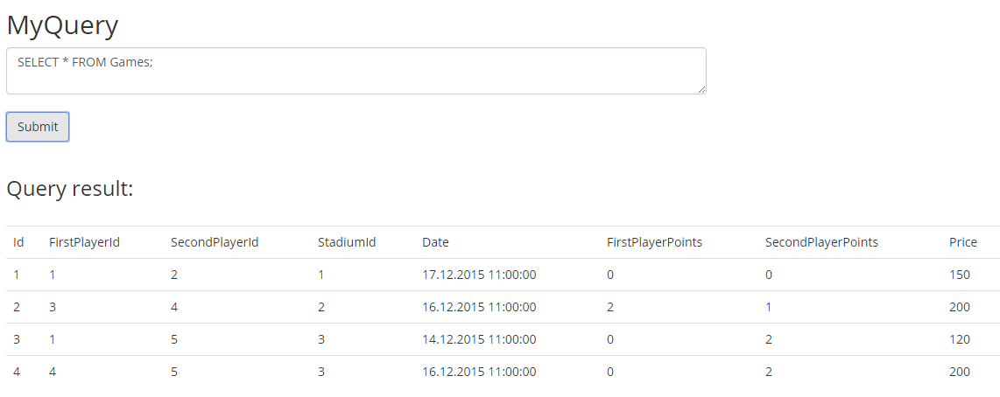 MyQuery
SELECT * FROM Games;
Submit
Query result:
Id FirstPlayerId SecondPlayerId StadiumId Date FirstPlayerPoints SecondPlayerPoints Price
1 1 2 1 17.12.2015 11:00:00 0 0 150
2 3 4 2 16.12.2015 11:00:00 2 1 200
3 1 5 3 14.12.2015 11:00:00 0 2 120
4 4 5 3 16.12.2015 11:00:00 0 2 200